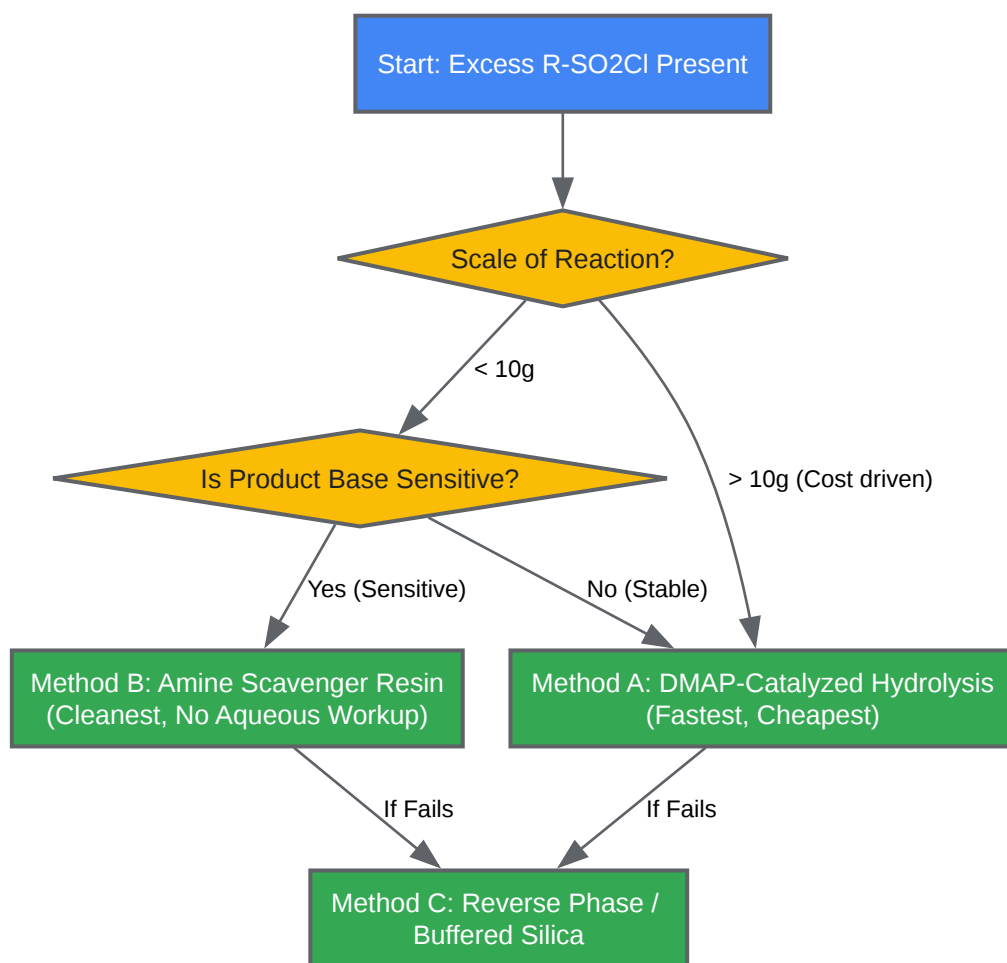 Start: Excess R-SO2Cl Present
Scale of Reaction?
< 10g
Is Product Base Sensitive?
> 10g (Cost driven)
Yes (Sensitive)
No (Stable)
Method B: Amine Scavenger Resin
(Cleanest, No Aqueous Workup)
Method A: DMAP-Catalyzed Hydrolysis
(Fastest, Cheapest)
If Fails
If Fails
Method C: Reverse Phase /
Buffered Silica